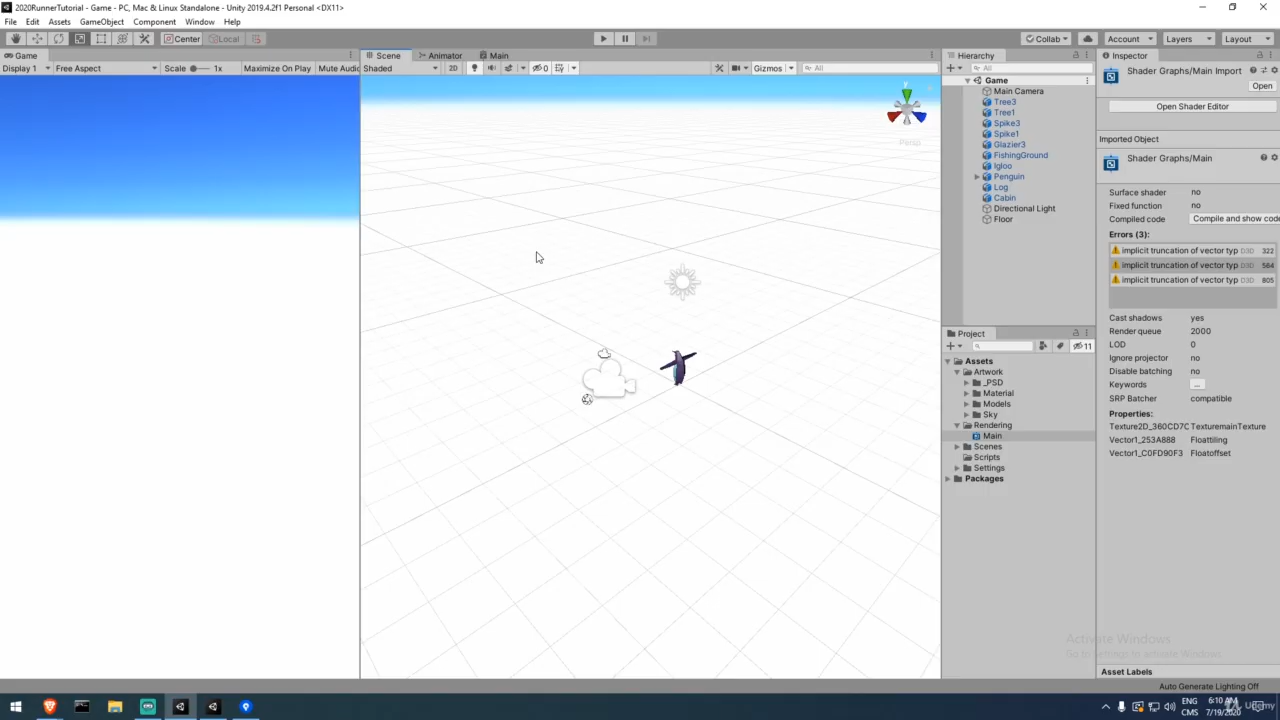 2020RunnerTutorial - Game - PC, Mac & Linux Standalone - Unity 2019.4.2f1 Personal <DX11>
File Edit Assets GameObject Component Window Help
Center Local Collab Account Layers Layout
Game
Display 1 Free Aspect Scale 1x Maximize On Play Mute Audio
Scene Animator Main
Shaded 2D 0 Gizmos All
y
Persp
Hierarchy
All
Game
Main Camera
Tree3
Tree1
Spike3
Spike1
Glazier3
FishingGround
Igloo
Penguin
Log
Cabin
Directional Light
Floor
Project
11
Assets
Artwork
_PSD
Material
Models
Sky
Rendering
Main
Scenes
Scripts
Settings
Packages
Inspector
Shader Graphs/Main Import
Open
Open Shader Editor
Imported Object
Shader Graphs/Main
Surface shader no
Fixed function no
Compiled code Compile and show code
Errors (3):
implicit truncation of vector typ D3D 322
implicit truncation of vector typ D3D 564
implicit truncation of vector typ D3D 805
Cast shadows yes
Render queue 2000
LOD 0
Ignore projector no
Disable batching no
Keywords ...
SRP Batcher compatible
Properties:
Texture2D_360CD7C TexturemainTexture
Vector1_253A888 Floattiling
Vector1_C0FD90F3 Floatoffset
Activate Windows
Go to Settings to activate Windows.
Asset Labels
Auto Generate Lighting Off
ENG
CMS
6:10 AM
7/19/2020
Udemy